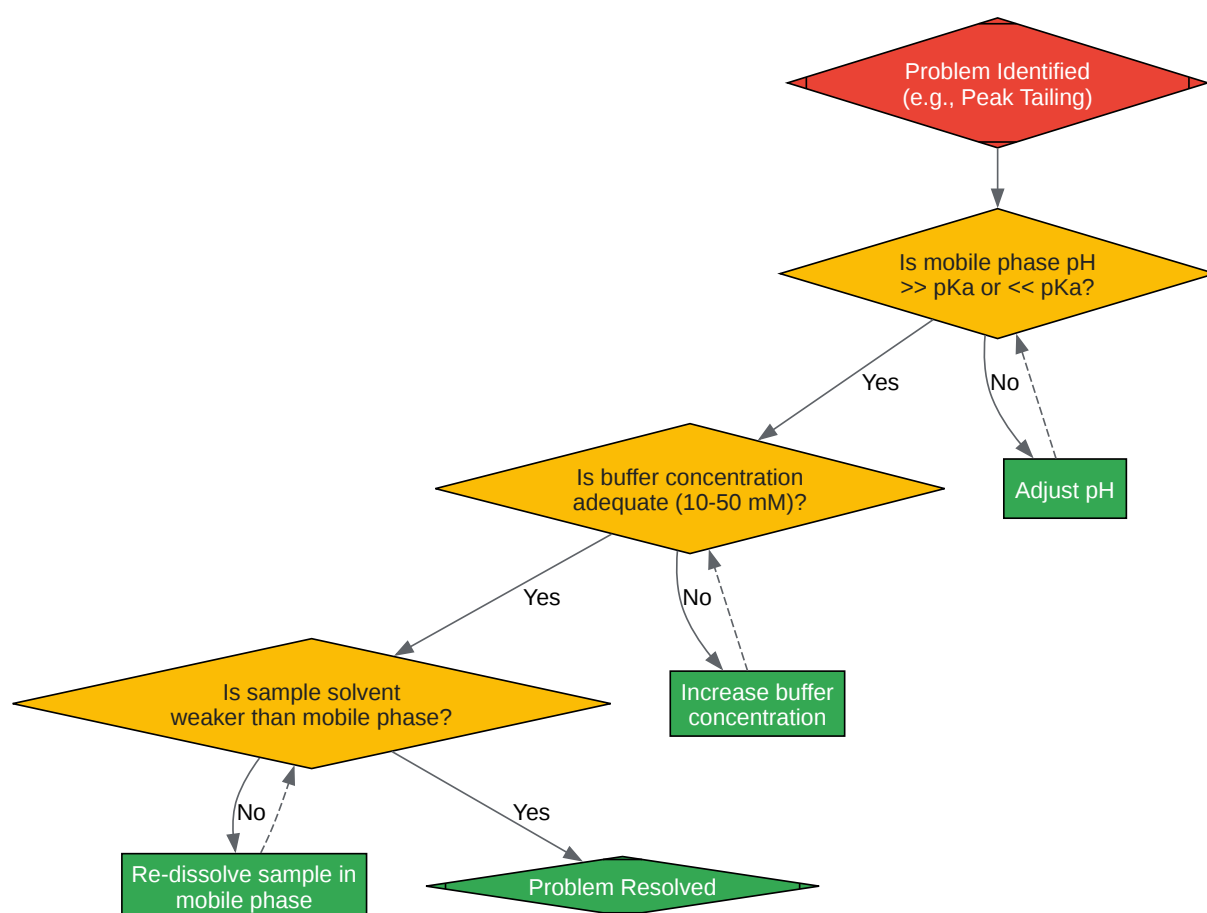 Problem Identified
(e.g., Peak Tailing)
Is mobile phase pH
>> pKa or << pKa?
Yes
No
Adjust pH
Is buffer concentration
adequate (10-50 mM)?
Yes
No
Increase buffer
concentration
Is sample solvent
weaker than mobile phase?
No
Yes
Re-dissolve sample in
mobile phase
Problem Resolved